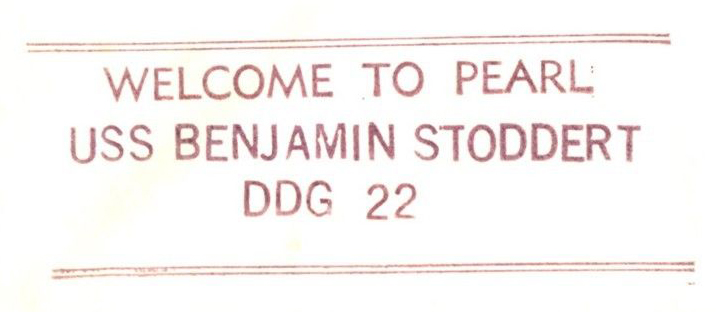 WELCOME TO PEARL
USS BENJAMIN STODDERT
DDG 22